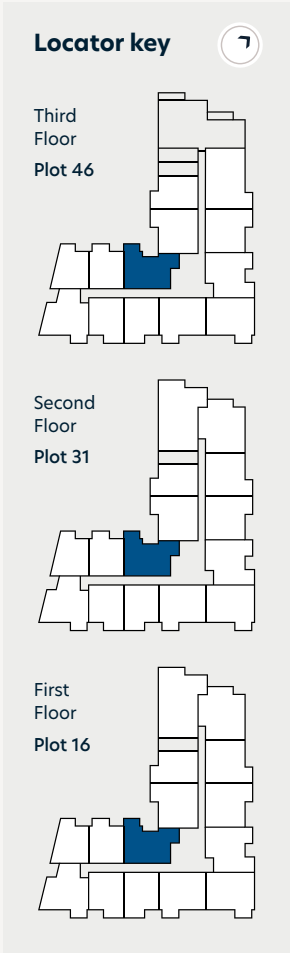 Locator key
Third
Floor
Plot 46
Second
Floor
Plot 31
First
Floor
Plot 16